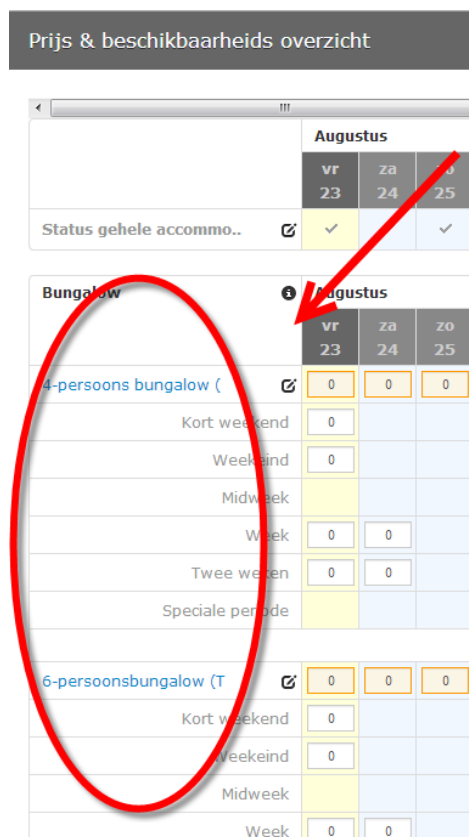 Prijs & beschikbaarheids overzicht
Augustus
vr za zo
23 24 25
Status gehele accommo..
Bungalow Augustus
vr za zo
23 24 25
4-persoons bungalow ( 0 0 0
Kort weekend 0
Weekeind 0
Midweek
Week 0 0
Twee weken 0 0
Speciale periode
6-persoonsbungalow (T 0 0 0
Kort weekend 0
Weekeind 0
Midweek
Week 0 0